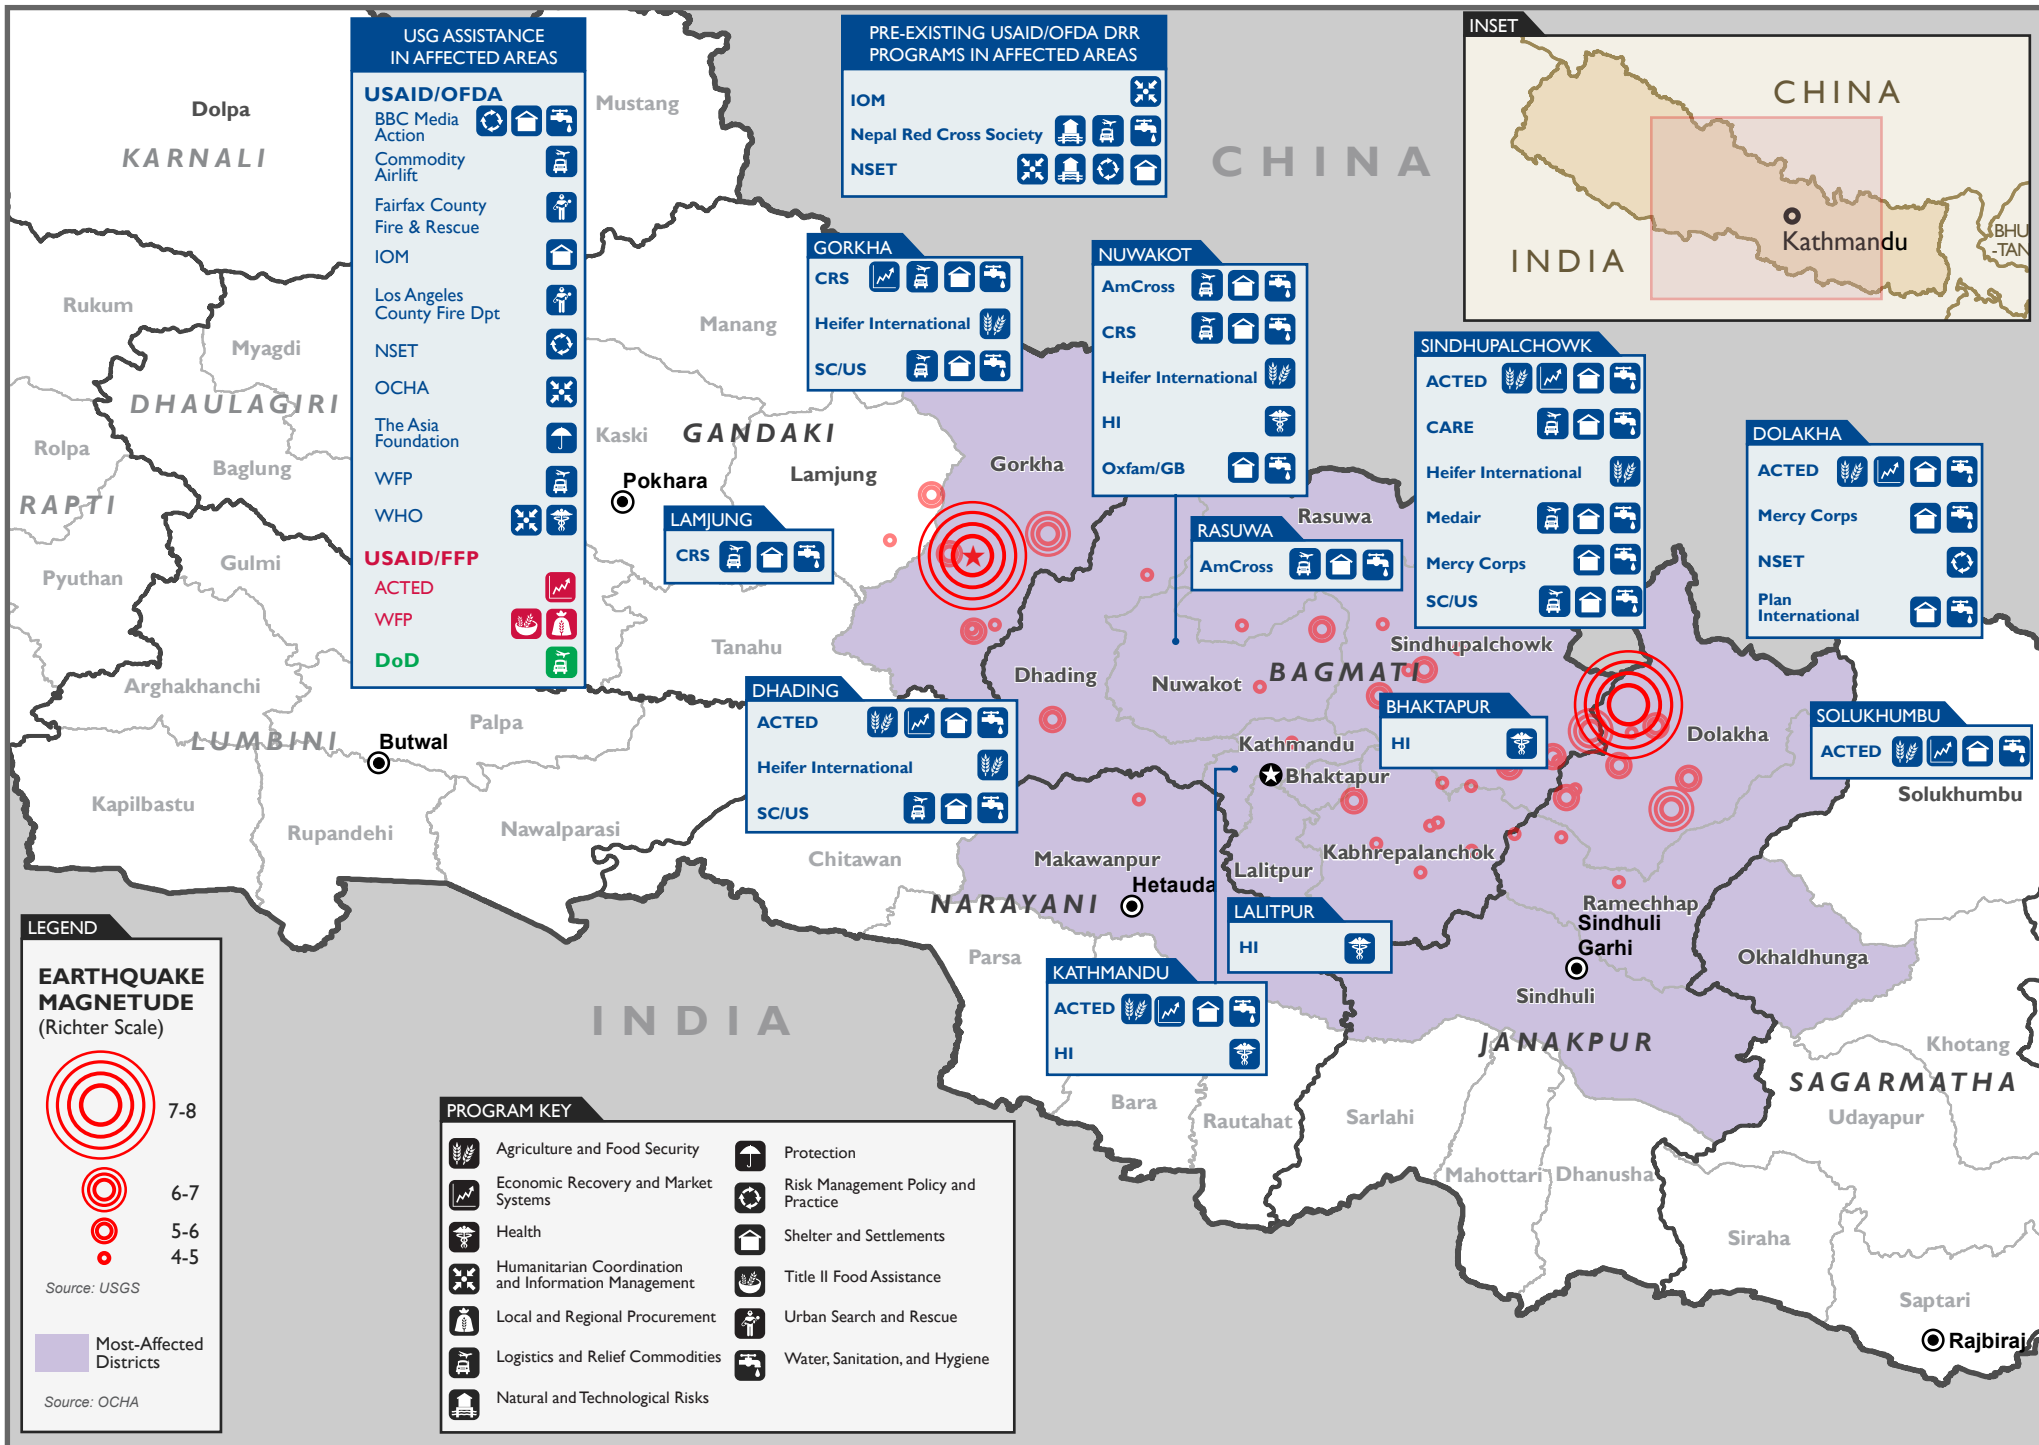 USG ASSISTANCE
IN AFFECTED AREAS
USAID/OFDA
BBC Media
Action
Commodity
Airlift
Fairfax County
Fire & Rescue
IOM
Los Angeles
County Fire Dpt
NSET
OCHA
The Asia
Foundation
WFP
WHO
USAID/FFP
ACTED
WFP
DoD
PRE-EXISTING USAID/OFDA DRR
PROGRAMS IN AFFECTED AREAS
IOM
Nepal Red Cross Society
NSET
INSET
CHINA
INDIA
Kathmandu
BHU
-TAN
CHINA
INDIA
Dolpa
KARNALI
Mustang
Rukum
Myagdi
DHAULAGIRI
Rolpa
Baglung
RAPTI
Pyuthan
Gulmi
Arghakhanchi
LUMBINI
Palpa
Butwal
Kapilbastu
Rupandehi
Nawalparasi
Manang
Kaski
GANDAKI
Lamjung
Pokhara
Tanahu
Gorkha
Rasuwa
Dhading
Nuwakot
BAGMATI
Sindhupalchowk
Kathmandu
Bhaktapur
Dolakha
Solukhumbu
Chitawan
Makawanpur
Hetauda
NARAYANI
Lalitpur
Kabhrepalanchok
Ramechhap
Sindhuli
Garhi
Sindhuli
Okhaldhunga
Parsa
JANAKPUR
Khotang
SAGARMATHA
Udayapur
Bara
Rautahat
Sarlahi
Mahottari
Dhanusha
Siraha
Saptari
Rajbiraj
GORKHA
CRS
Heifer International
SC/US
NUWAKOT
AmCross
CRS
Heifer International
HI
Oxfam/GB
SINDHUPALCHOWK
ACTED
CARE
Heifer International
Medair
Mercy Corps
SC/US
DOLAKHA
ACTED
Mercy Corps
NSET
Plan
International
LAMJUNG
CRS
RASUWA
AmCross
DHADING
ACTED
Heifer International
SC/US
BHAKTAPUR
HI
SOLUKHUMBU
ACTED
LALITPUR
HI
KATHMANDU
ACTED
HI
LEGEND
EARTHQUAKE
MAGNETUDE
(Richter Scale)
7-8
6-7
5-6
4-5
Source: USGS
Most-Affected
Districts
Source: OCHA
PROGRAM KEY
Agriculture and Food Security
Economic Recovery and Market
Systems
Health
Humanitarian Coordination
and Information Management
Local and Regional Procurement
Logistics and Relief Commodities
Natural and Technological Risks
Protection
Risk Management Policy and
Practice
Shelter and Settlements
Title II Food Assistance
Urban Search and Rescue
Water, Sanitation, and Hygiene